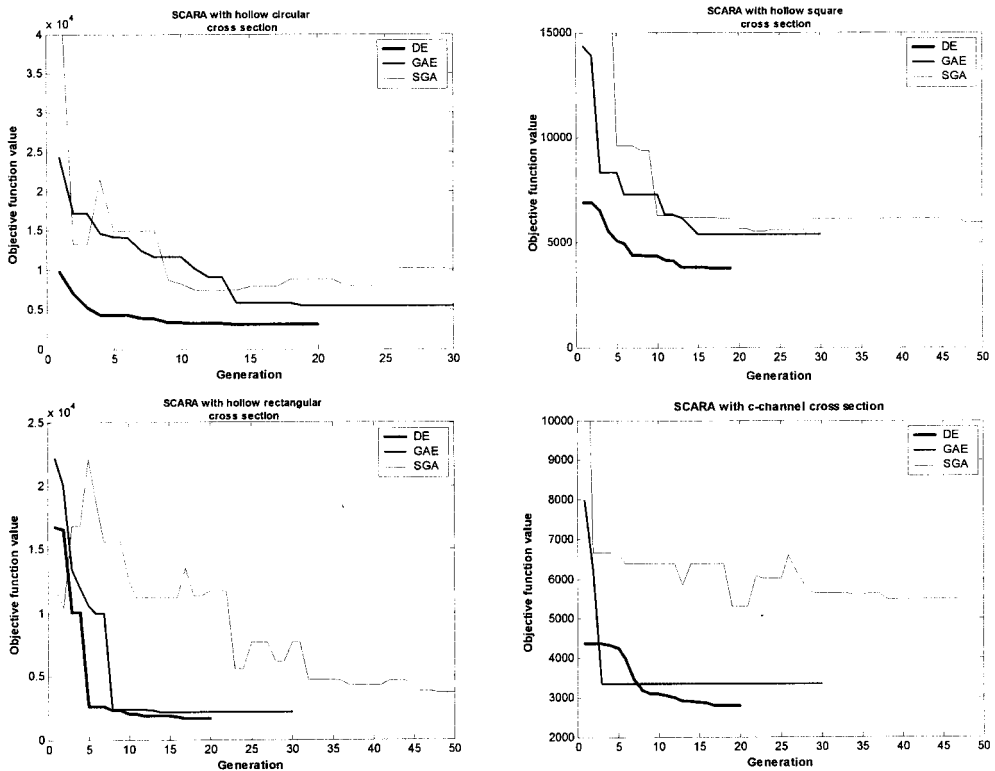 SCARA with hollow circular
cross section
x 10⁴
4
3.5
3
2.5
2
1.5
1
0.5
0
Objective function value
DE
GAE
SGA
0 5 10 15 20 25 30
Generation
SCARA with hollow square
cross section
15000
10000
5000
0
Objective function value
DE
GAE
SGA
0 5 10 15 20 25 30 35 40 45 50
Generation
SCARA with hollow rectangular
cross section
x 10⁴
2.5
2
1.5
1
0.5
0
Objective function value
DE
GAE
SGA
0 5 10 15 20 25 30 35 40 45 50
Generation
SCARA with c-channel cross section
10000
9000
8000
7000
6000
5000
4000
3000
2000
Objective function value
DE
GAE
SGA
0 5 10 15 20 25 30 35 40 45 50
Generation